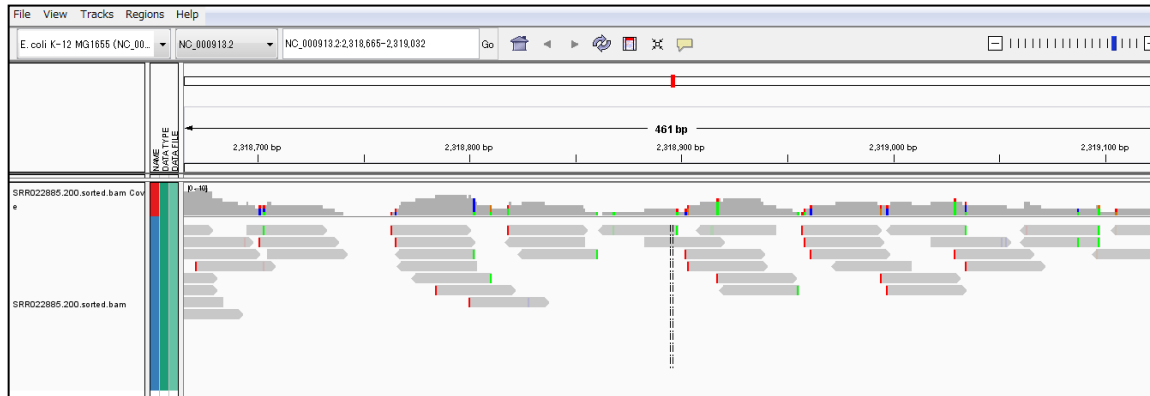 File View Tracks Regions Help
E. coli K-12 MG1655 (NC_00... NC_000913.2 NC_000913.2:2,318,665-2,319,032 Go
461 bp
2,318,700 bp 2,318,800 bp 2,318,900 bp 2,319,000 bp 2,319,100 bp
NAME
DATA TYPE
DATA FILE
SRR022885.200.sorted.bam Cov
e
[0 - 10]
SRR022885.200.sorted.bam